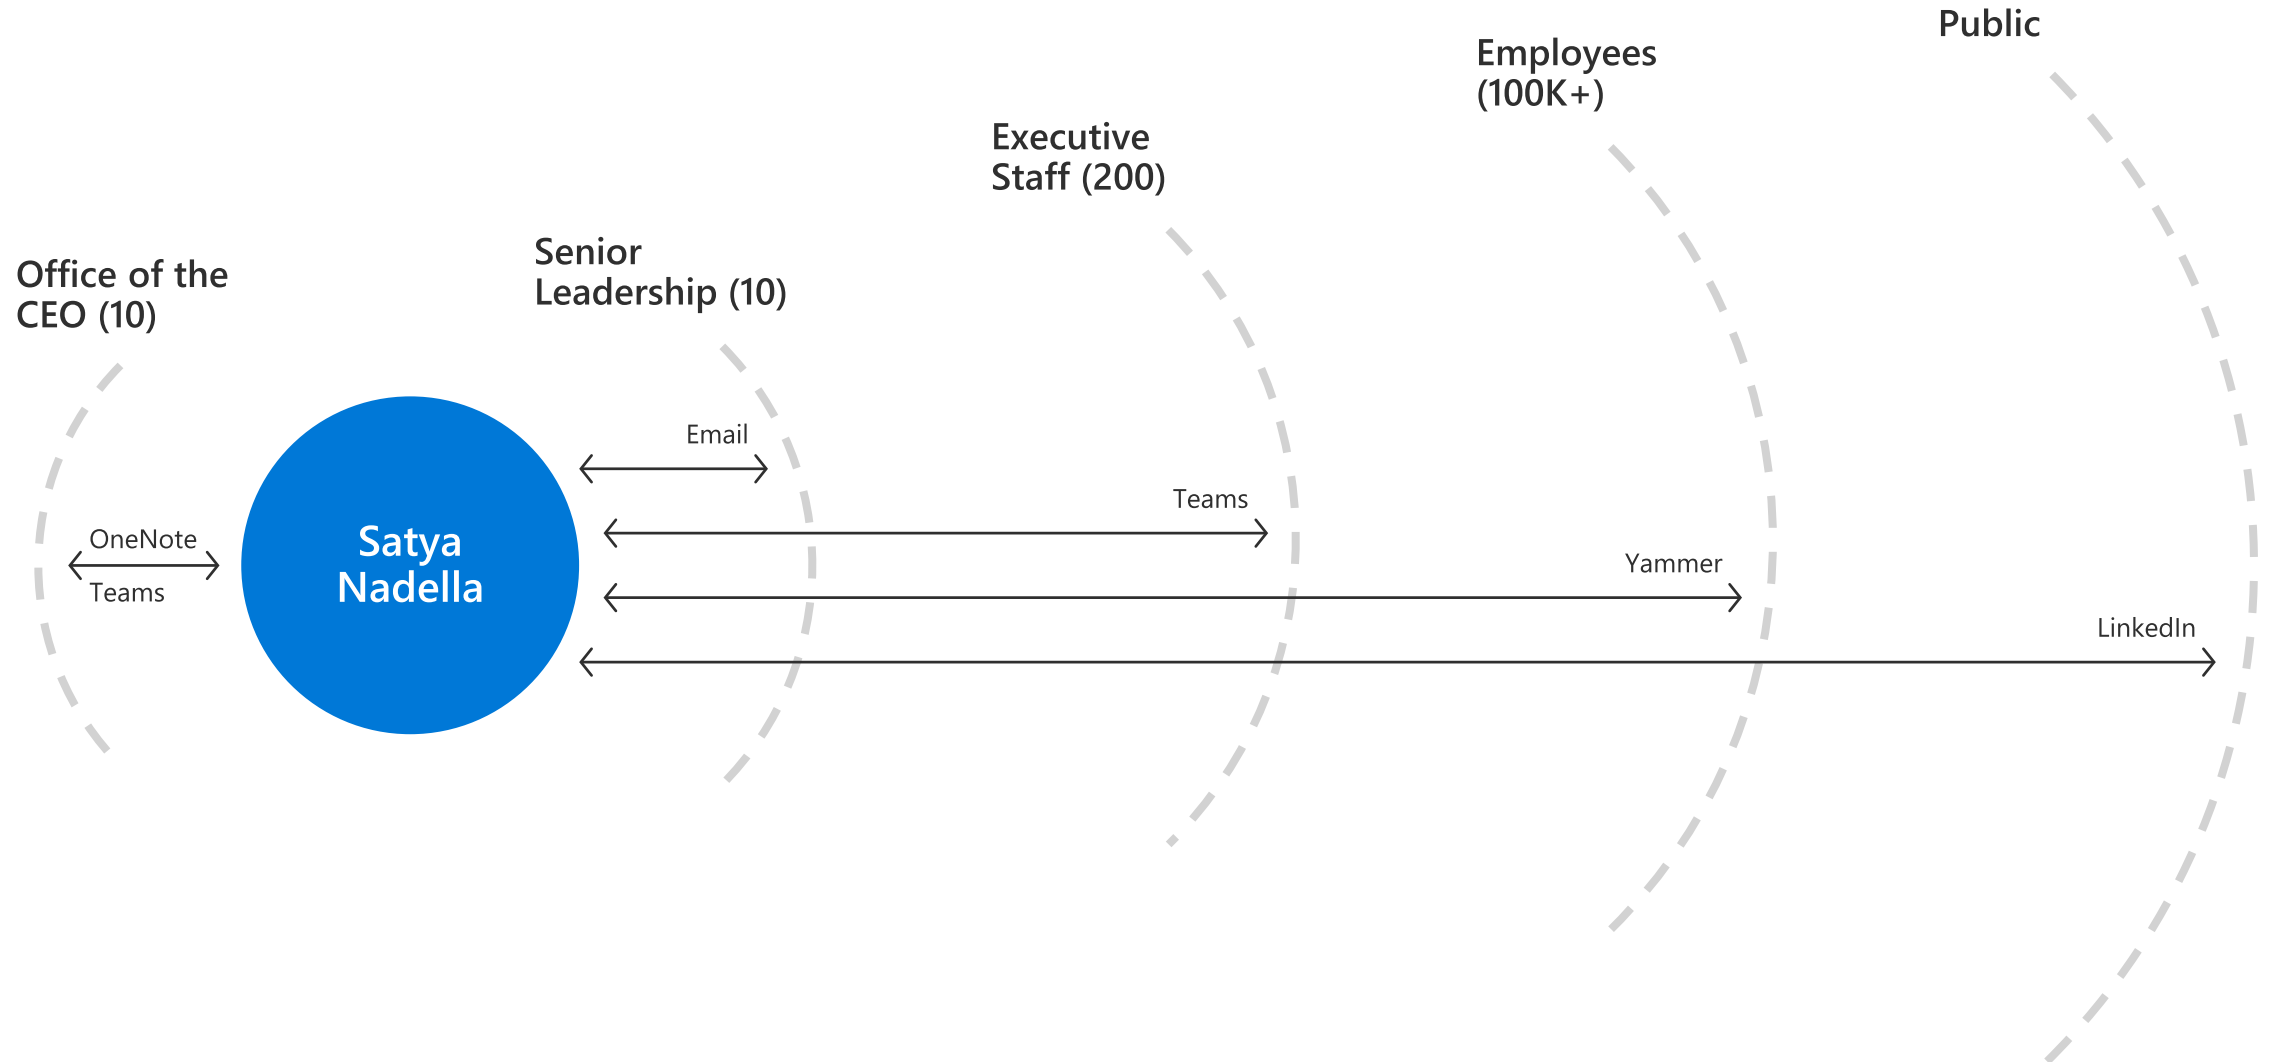 Public
Employees
(100K+)
Executive
Staff (200)
Senior
Leadership (10)
Office of the
CEO (10)
Email
Teams
OneNote
Satya
Nadella
Yammer
Teams
LinkedIn